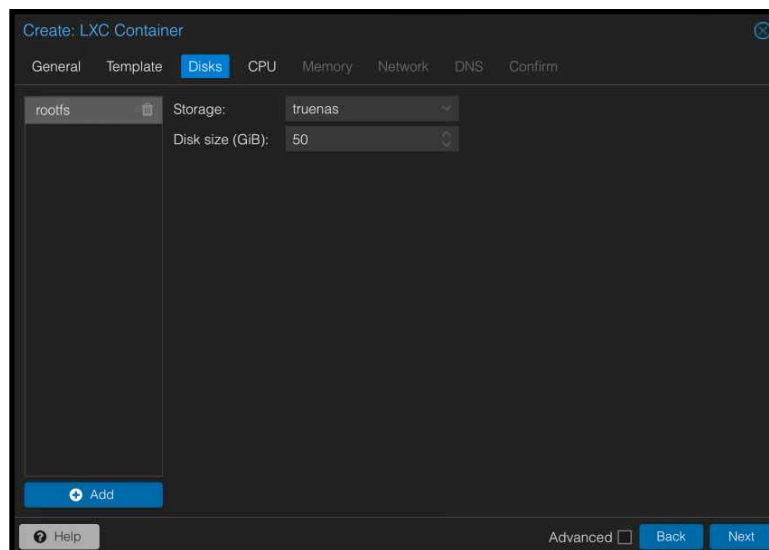 Create: LXC Container
General Template Disks CPU Memory Network DNS Confirm
rootfs
Storage: truenas
Disk size (GiB): 50
Add
Help Advanced Back Next